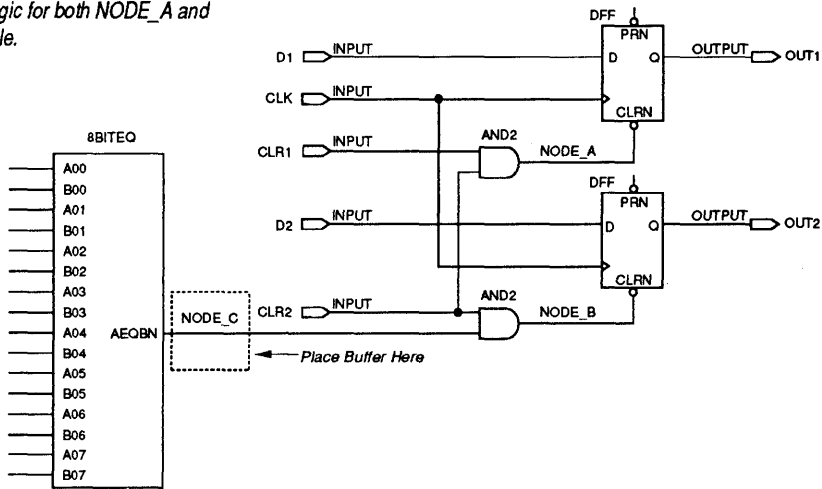 gic for both NODE_A and
le.
DFF
PRN
D1 INPUT D Q OUTPUT OUT1
CLK INPUT
CLRN
8BITEQ
CLR1 INPUT AND2 NODE_A
DFF
PRN
D2 INPUT D Q OUTPUT OUT2
CLRN
CLR2 INPUT AND2 NODE_B
A00
B00
A01
B01
A02
B02
A03
B03
A04 AEQBN NODE_C
B04
A05
B05
A06
B06
A07
B07
Place Buffer Here